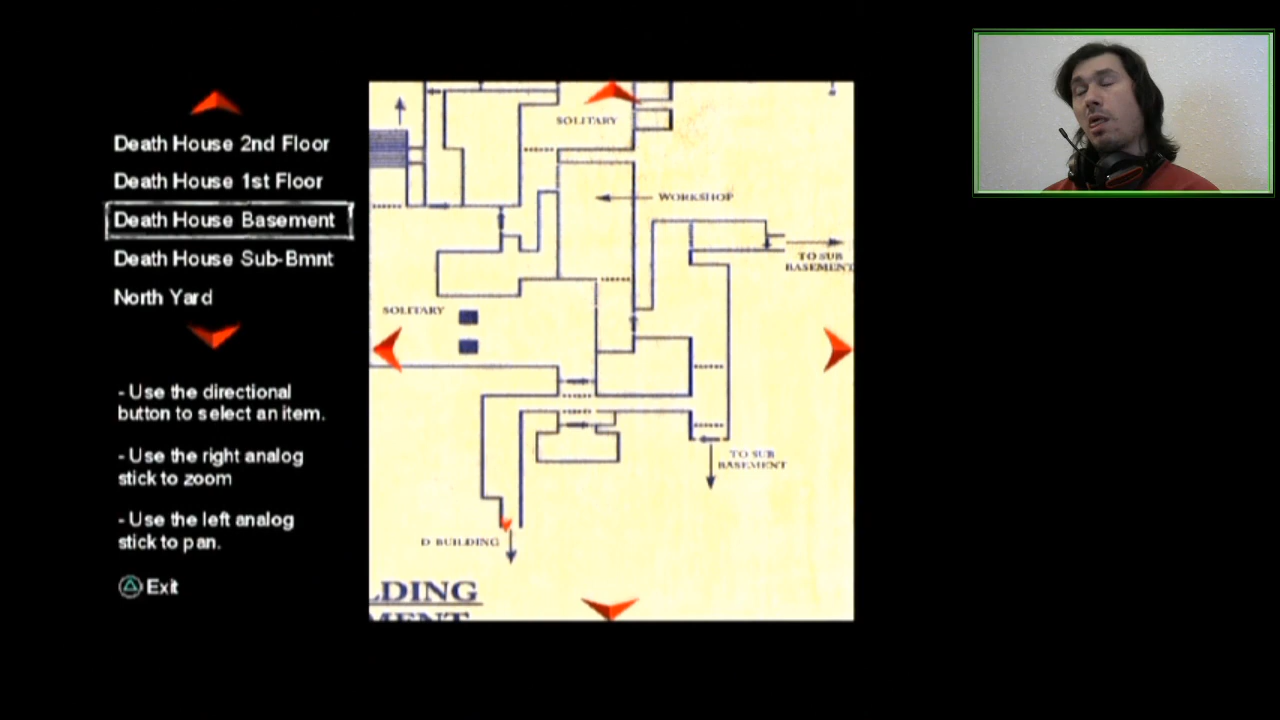 Death House 2nd Floor
Death House 1st Floor
Death House Basement
Death House Sub-Bmnt
North Yard
- Use the directional
button to select an item.
- Use the right analog
stick to zoom
- Use the left analog
stick to pan.
Exit
SOLITARY
WORKSHOP
TO SUB
BASEMENT
SOLITARY
TO SUB
BASEMENT
D BUILDING
LDING
MENT